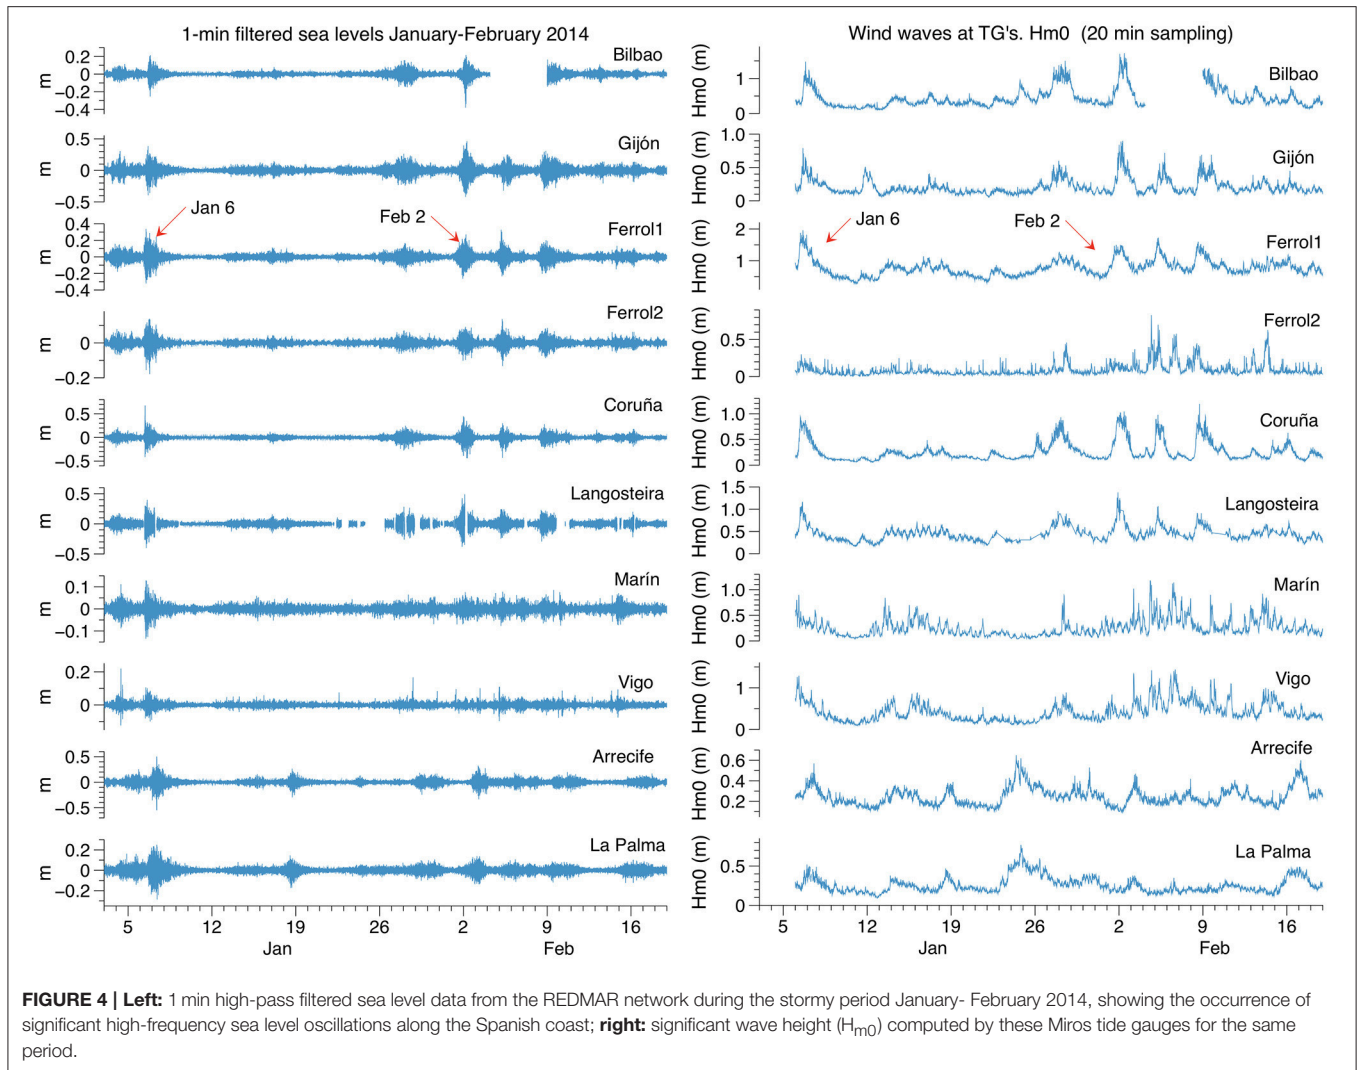 1-min filtered sea levels January-February 2014
Bilbao
0.2
0
−0.2
−0.4
m
Gijón
0.5
0
−0.5
m
Jan 6
Feb 2
Ferrol1
0.4
0.2
0
−0.2
−0.4
m
Ferrol2
0
−0.2
m
Coruña
0.5
0
−0.5
m
Langosteira
0.5
0
−0.5
m
Marín
0.1
0
−0.1
m
Vigo
0.2
0
m
Arrecife
0.5
0
−0.5
m
La Palma
0.2
0
−0.2
m
5 12 19 26 2 9 16
Jan Feb
Wind waves at TG's. Hm0 (20 min sampling)
Bilbao
1
0
Hm0 (m)
Gijón
1.0
0.5
0
Hm0 (m)
Jan 6
Feb 2
Ferrol1
2
1
Hm0 (m)
Ferrol2
0.5
0
Hm0 (m)
Coruña
1.0
0.5
0
Hm0 (m)
Langosteira
1.5
1.0
0.5
0
Hm0 (m)
Marín
1.0
0.5
0
Hm0 (m)
Vigo
1
0
Hm0 (m)
Arrecife
0.6
0.4
0.2
Hm0 (m)
La Palma
0.5
0
Hm0 (m)
5 12 19 26 2 9 16
Jan Feb
FIGURE 4 | Left: 1 min high-pass filtered sea level data from the REDMAR network during the stormy period January- February 2014, showing the occurrence of
significant high-frequency sea level oscillations along the Spanish coast; right: significant wave height (Hm0) computed by these Miros tide gauges for the same
period.